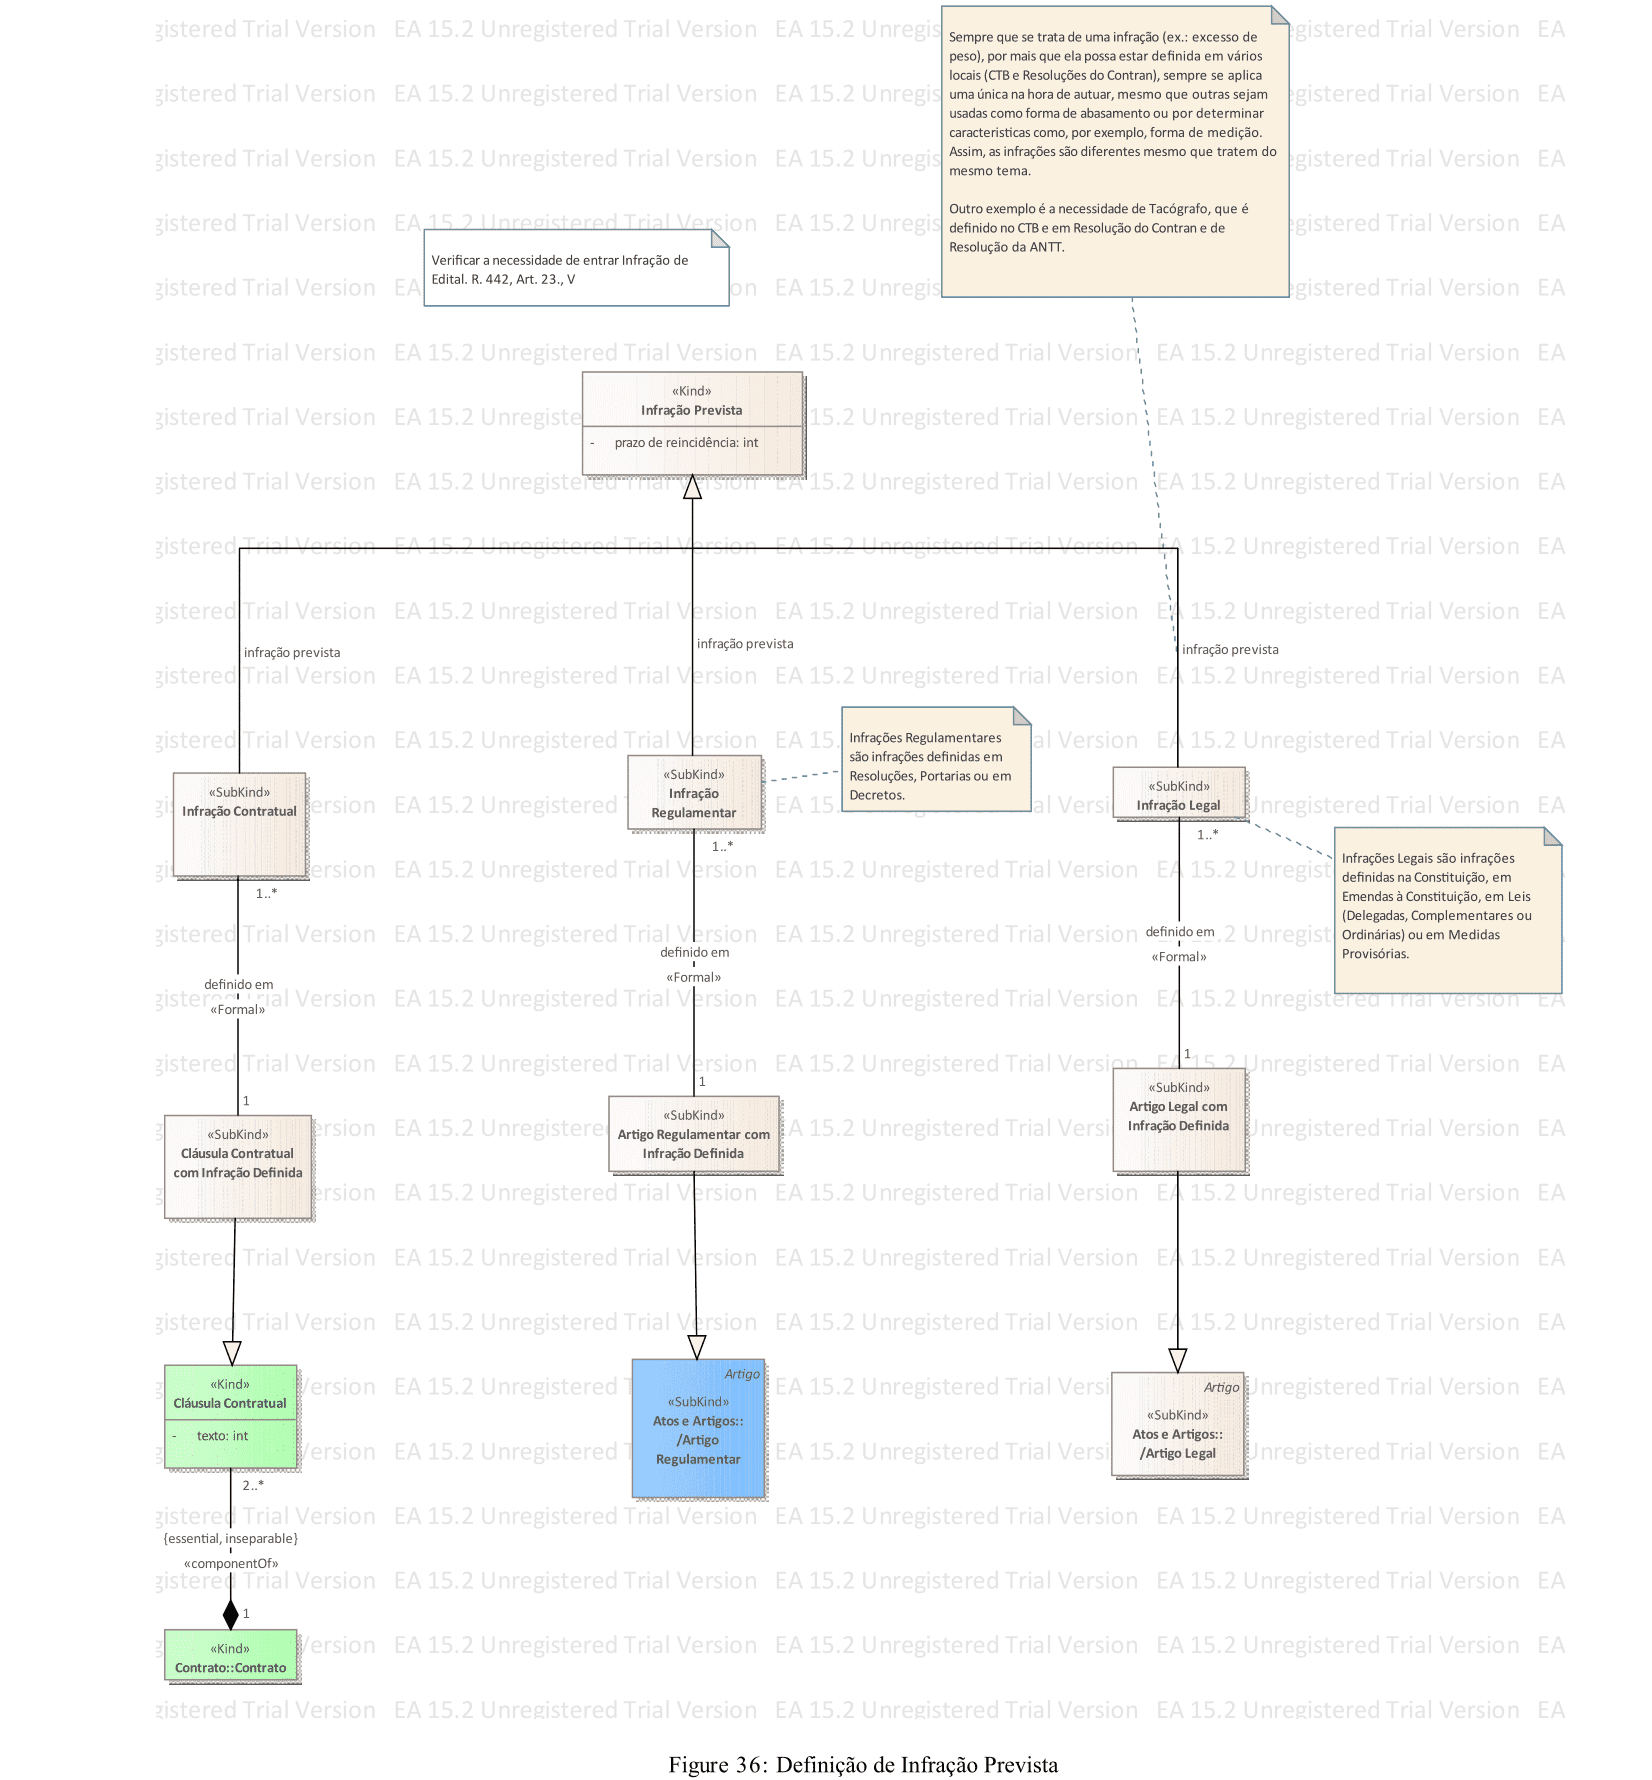 Sempre que se trata de uma infração (ex.: excesso de
peso), por mais que ela possa estar definida em vários
locais (CTB e Resoluções do Contran), sempre se aplica
uma única na hora de autuar, mesmo que outras sejam
usadas como forma de abasamento ou por determinar
caracteristicas como, por exemplo, forma de medição.
Assim, as infrações são diferentes mesmo que tratem do
mesmo tema.
Outro exemplo é a necessidade de Tacógrafo, que é
definido no CTB e em Resolução do Contran e de
Resolução da ANTT.
Verificar a necessidade de entrar Infração de
Edital. R. 442, Art. 23., V
«Kind»
Infração Prevista
- prazo de reincidência: int
infração prevista
infração prevista
infração prevista
Infrações Regulamentares
são infrações definidas em
Resoluções, Portarias ou em
Decretos.
«SubKind»
Infração Contratual
1..*
«SubKind»
Infração
Regulamentar
1..*
«SubKind»
Infração Legal
1..*
Infrações Legais são infrações
definidas na Constituição, em
Emendas à Constituição, em Leis
(Delegadas, Complementares ou
Ordinárias) ou em Medidas
Provisórias.
definido em
«Formal»
1
definido em
«Formal»
1
definido em
«Formal»
1
«SubKind»
Cláusula Contratual
com Infração Definida
«SubKind»
Artigo Regulamentar com
Infração Definida
«SubKind»
Artigo Legal com
Infração Definida
«Kind»
Cláusula Contratual
- texto: int
2..*
Artigo
«SubKind»
Atos e Artigos::
/Artigo
Regulamentar
Artigo
«SubKind»
Atos e Artigos::
/Artigo Legal
{essential, inseparable}
«componentOf»
1
«Kind»
Contrato::Contrato
EA 15.2 Unregistered Trial Version
Figure 36: Definição de Infração Prevista